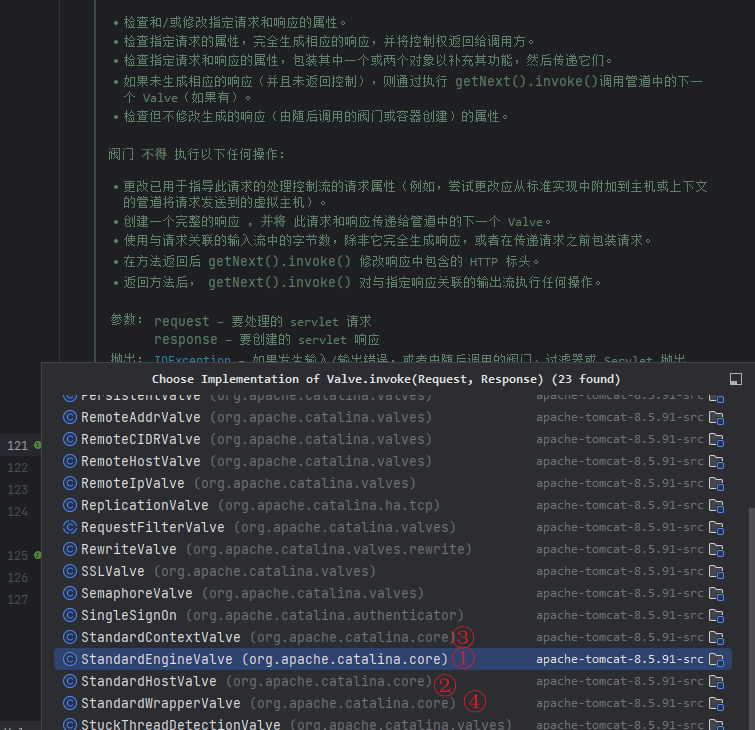 • 检查和/或修改指定请求和响应的属性。
• 检查指定请求的属性，完全生成相应的响应，并将控制权返回给调用方。
• 检查指定请求和响应的属性，包装其中一个或两个对象以补充其功能，然后传递它们。
• 如果未生成相应的响应（并且未返回控制），则通过执行 getNext().invoke()调用管道中的下一
个 Valve（如果有）。
• 检查但不修改生成的响应（由随后调用的阀门或容器创建）的属性。
阀门 不得 执行以下任何操作:
• 更改已用于指导此请求的处理控制流的请求属性（例如，尝试更改应从标准实现中附加到主机或上下文
的管道将请求发送到的虚拟主机）。
• 创建一个完整的响应 ，并将 此请求和响应传递给管道中的下一个 Valve。
• 使用与请求关联的输入流中的字节数，除非它完全生成响应，或者在传递请求之前包装请求。
• 在方法返回后 getNext().invoke() 修改响应中包含的 HTTP 标头。
• 返回方法后， getNext().invoke() 对与指定响应关联的输出流执行任何操作。
参数: request – 要处理的 servlet 请求
response – 要创建的 servlet 响应
抛出: IOException – 如果发生输入/输出错误，或者由随后调用的阀门、过滤器或 Servlet 抛出
Choose Implementation of Valve.invoke(Request, Response) (23 found)
PersistentValve (org.apache.catalina.valves) apache-tomcat-8.5.91-src
RemoteAddrValve (org.apache.catalina.valves) apache-tomcat-8.5.91-src
RemoteCIDRValve (org.apache.catalina.valves) apache-tomcat-8.5.91-src
121 RemoteHostValve (org.apache.catalina.valves) apache-tomcat-8.5.91-src
122 RemoteIpValve (org.apache.catalina.valves) apache-tomcat-8.5.91-src
123 ReplicationValve (org.apache.catalina.ha.tcp) apache-tomcat-8.5.91-src
124 RequestFilterValve (org.apache.catalina.valves) apache-tomcat-8.5.91-src
125 RewriteValve (org.apache.catalina.valves.rewrite) apache-tomcat-8.5.91-src
126 SSLValve (org.apache.catalina.valves) apache-tomcat-8.5.91-src
127 SemaphoreValve (org.apache.catalina.valves) apache-tomcat-8.5.91-src
SingleSignOn (org.apache.catalina.authenticator) apache-tomcat-8.5.91-src
StandardContextValve (org.apache.catalina.core) ③ apache-tomcat-8.5.91-src
StandardEngineValve (org.apache.catalina.core) ① apache-tomcat-8.5.91-src
StandardHostValve (org.apache.catalina.core) ② apache-tomcat-8.5.91-src
StandardWrapperValve (org.apache.catalina.core) ④ apache-tomcat-8.5.91-src
StuckThreadDetectionValve (org.apache.catalina.valves) apache-tomcat-8.5.91-src